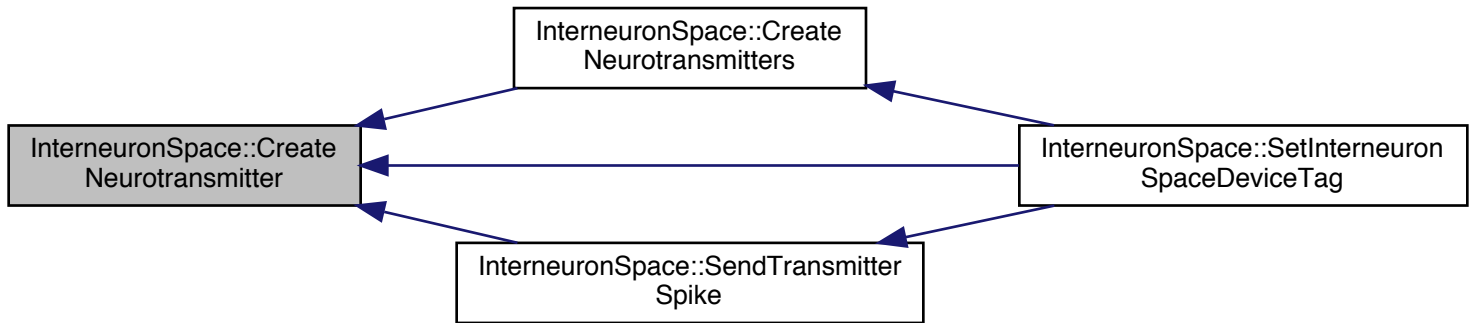 InterneuronSpace::Create
Neurotransmitters
InterneuronSpace::Create
Neurotransmitter
InterneuronSpace::SetInterneuron
SpaceDeviceTag
InterneuronSpace::SendTransmitter
Spike